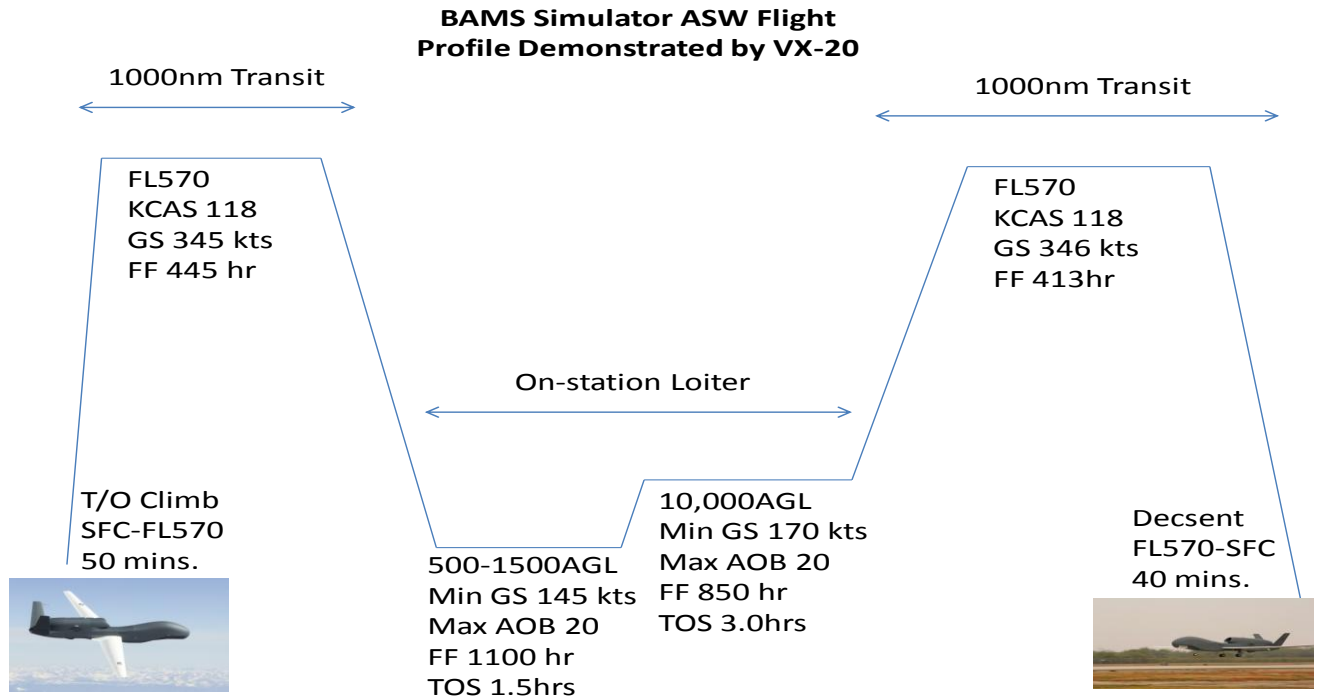 BAMS Simulator ASW Flight
Profile Demonstrated by VX-20
1000nm Transit
1000nm Transit
FL570
KCAS 118
GS 345 kts
FF 445 hr
FL570
KCAS 118
GS 346 kts
FF 413hr
On-station Loiter
T/O Climb
SFC-FL570
50 mins.
500-1500AGL
Min GS 145 kts
Max AOB 20
FF 1100 hr
TOS 1.5hrs
10,000AGL
Min GS 170 kts
Max AOB 20
FF 850 hr
TOS 3.0hrs
Decsent
FL570-SFC
40 mins.